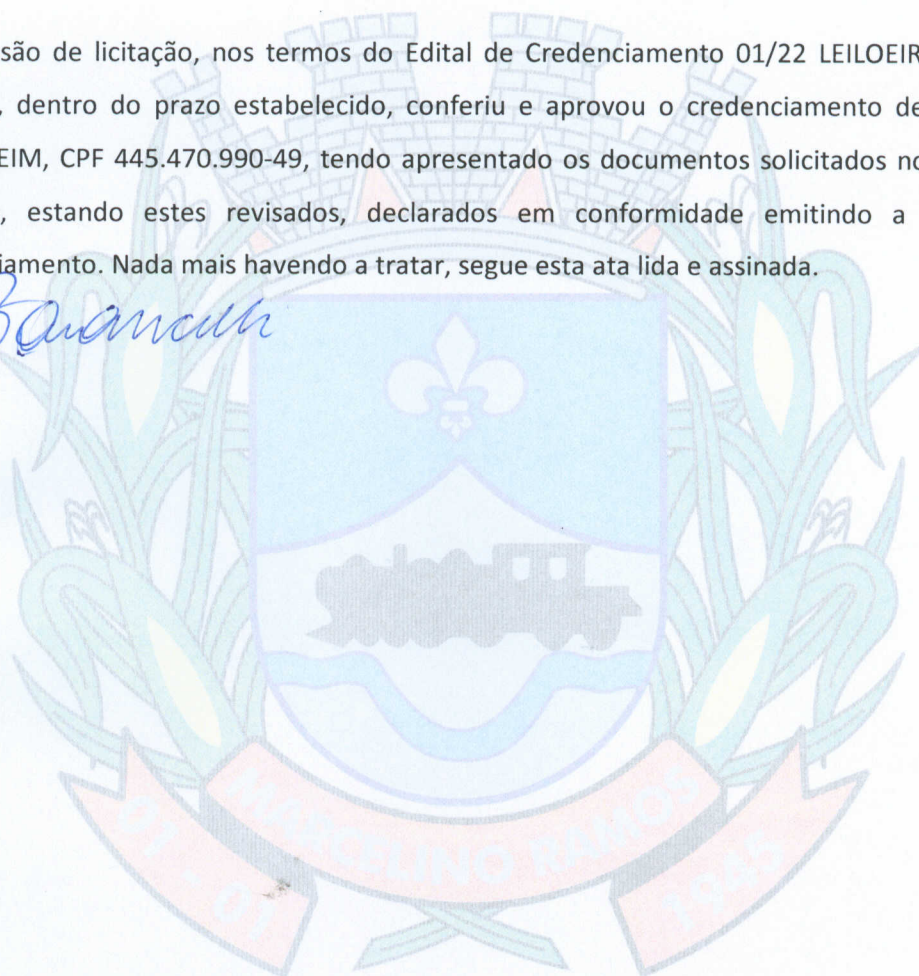 são de licitação, nos termos do Edital de Credenciamento 01/22 LEILOEIR
, dentro do prazo estabelecido, conferiu e aprovou o credenciamento de
EIM, CPF 445.470.990-49, tendo apresentado os documentos solicitados no
, estando estes revisados, declarados em conformidade emitindo a
iamento. Nada mais havendo a tratar, segue esta ata lida e assinada.
MARCELINO RAMOS
01 - 01
1945